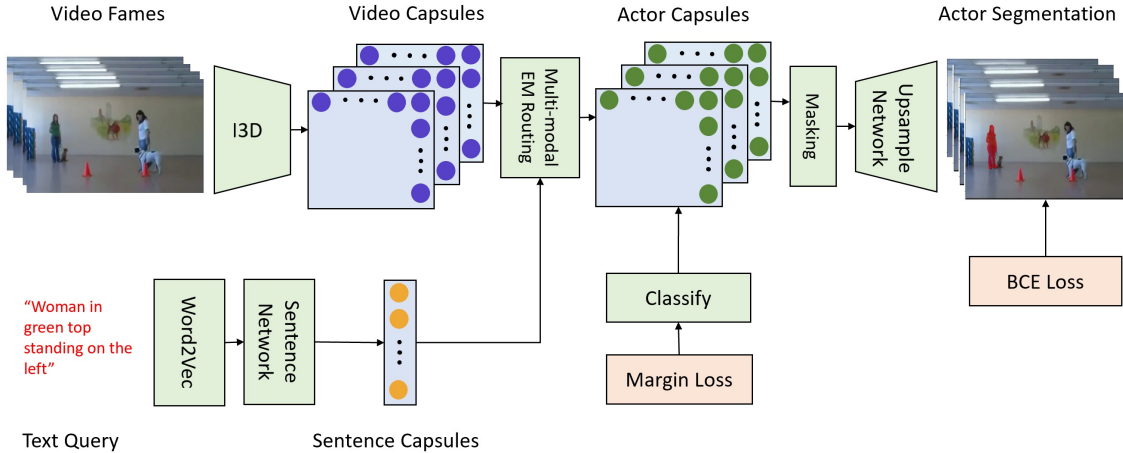 Video Fames
Video Capsules
Actor Capsules
Actor Segmentation
I3D
Multi-modal
EM Routing
Masking
Upsample
Network
"Woman in
green top
standing on the
left"
Word2Vec
Sentence
Network
Classify
Margin Loss
BCE Loss
Text Query
Sentence Capsules